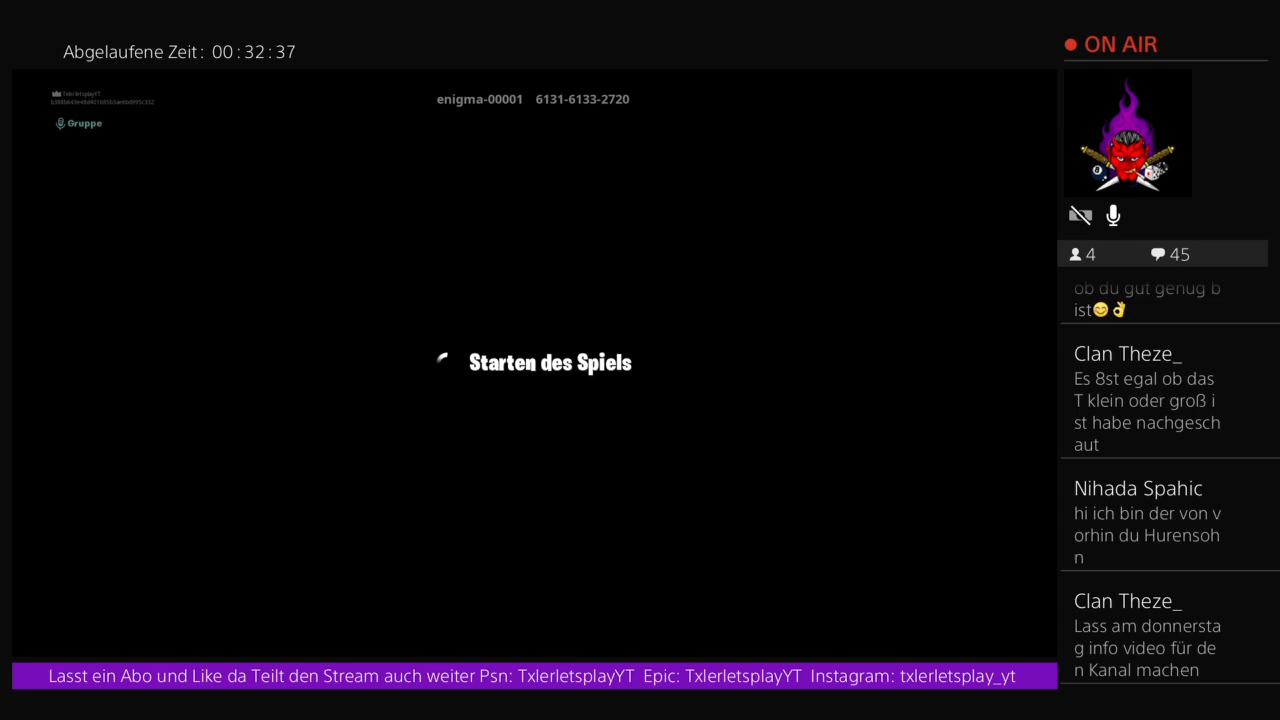 Abgelaufene Zeit: 00:32:37
ON AIR
TxlerletsplayYT
enigma-00001 6131-6133-2720
Gruppe
4 45
ob du gut genug b
ist😊👌
Clan Theze_
Es 8st egal ob das
T klein oder groß i
st habe nachgesch
aut
Starten des Spiels
Nihada Spahic
hi ich bin der von v
orhin du Hurensoh
n
Clan Theze_
Lass am donnersta
g info video für de
n Kanal machen
Lasst ein Abo und Like da Teilt den Stream auch weiter Psn: TxlerletsplayYT Epic: TxlerletsplayYT Instagram: txlerletsplay_yt